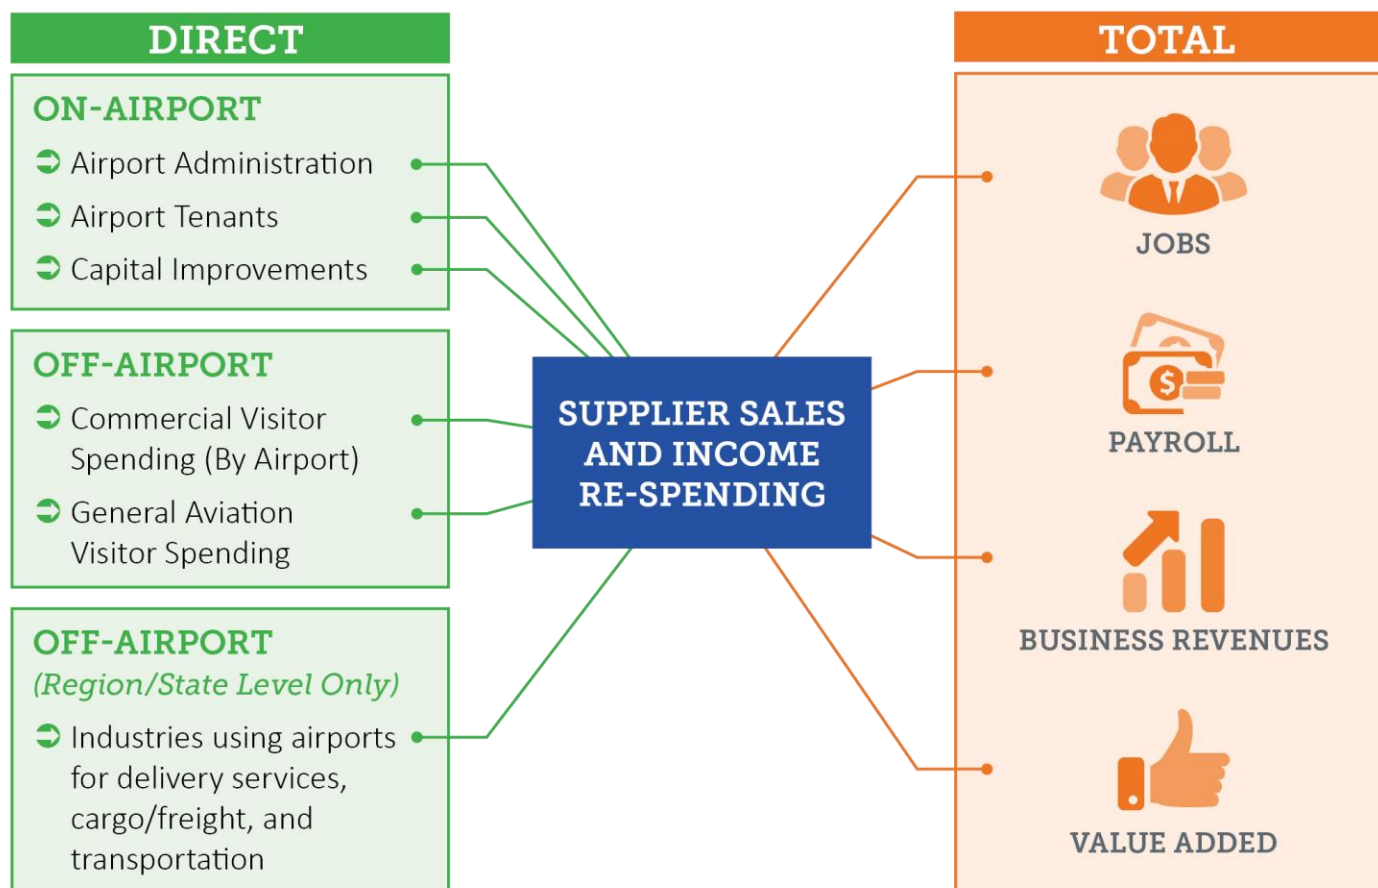 DIRECT
ON-AIRPORT
Airport Administration
Airport Tenants
Capital Improvements
OFF-AIRPORT
Commercial Visitor
Spending (By Airport)
General Aviation
Visitor Spending
OFF-AIRPORT
(Region/State Level Only)
Industries using airports
for delivery services,
cargo/freight, and
transportation
SUPPLIER SALES
AND INCOME
RE-SPENDING
TOTAL
JOBS
$
PAYROLL
BUSINESS REVENUES
VALUE ADDED